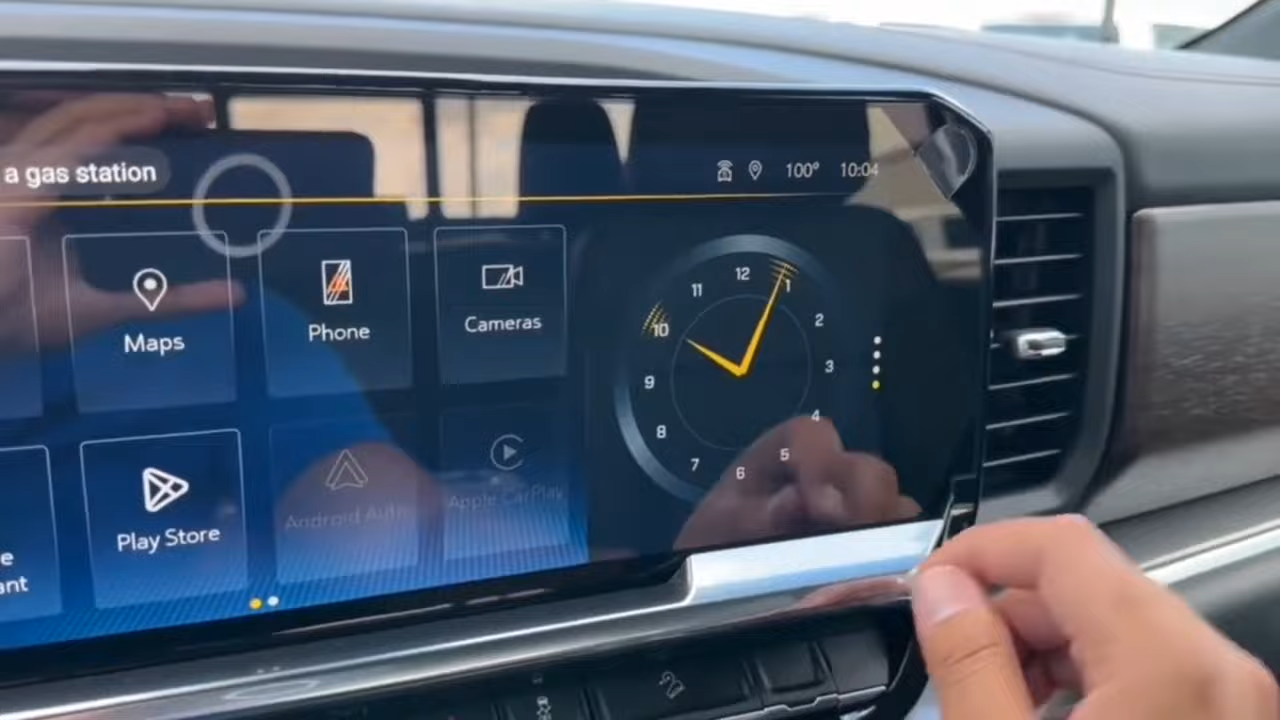 a gas station
100° 10:04
Maps
Phone
Cameras
12
1
2
3
4
5
6
7
8
9
10
11
Play Store
Android Auto
Apple CarPlay
e
ant